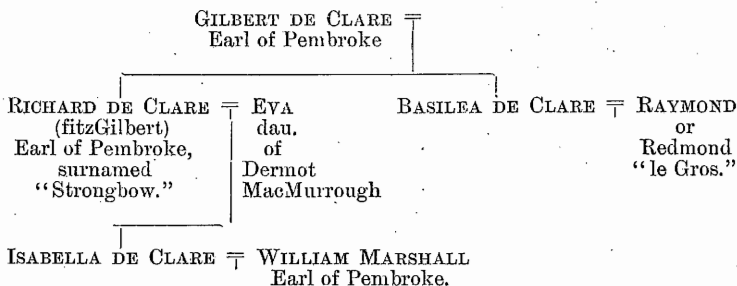 GILBERT DE CLARE =
Earl of Pembroke
RICHARD DE CLARE = EVA BASILEA DE CLARE = RAYMOND
(fitzGilbert) dau. or
Earl of Pembroke, of Redmond
surnamed Dermot "le Gros."
"Strongbow." MacMurrough
ISABELLA DE CLARE = WILLIAM MARSHALL
Earl of Pembroke.